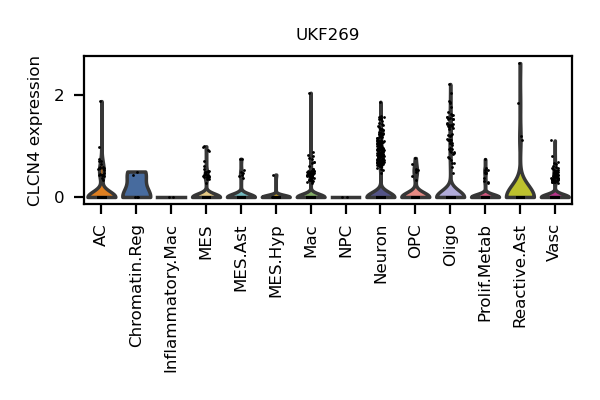 UKF269
CLCN4 expression
2
0
AC
Chromatin.Reg
Inflammatory.Mac
MES
MES.Ast
MES.Hyp
Mac
NPC
Neuron
OPC
Oligo
Prolif.Metab
Reactive.Ast
Vasc